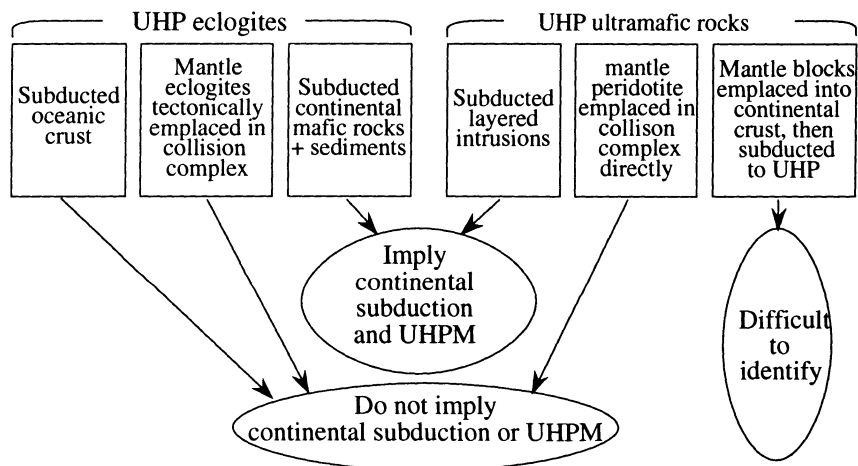 UHP eclogites
UHP ultramafic rocks
Subducted
oceanic
crust
Mantle
eclogites
tectonically
emplaced in
collision
complex
Subducted
continental
mafic rocks
+ sediments
Subducted
layered
intrusions
mantle
peridotite
emplaced in
collison
complex
directly
Mantle blocks
emplaced into
continental
crust, then
subducted
to UHP
Imply
continental
subduction
and UHPM
Difficult
to
identify
Do not imply
continental subduction or UHPM